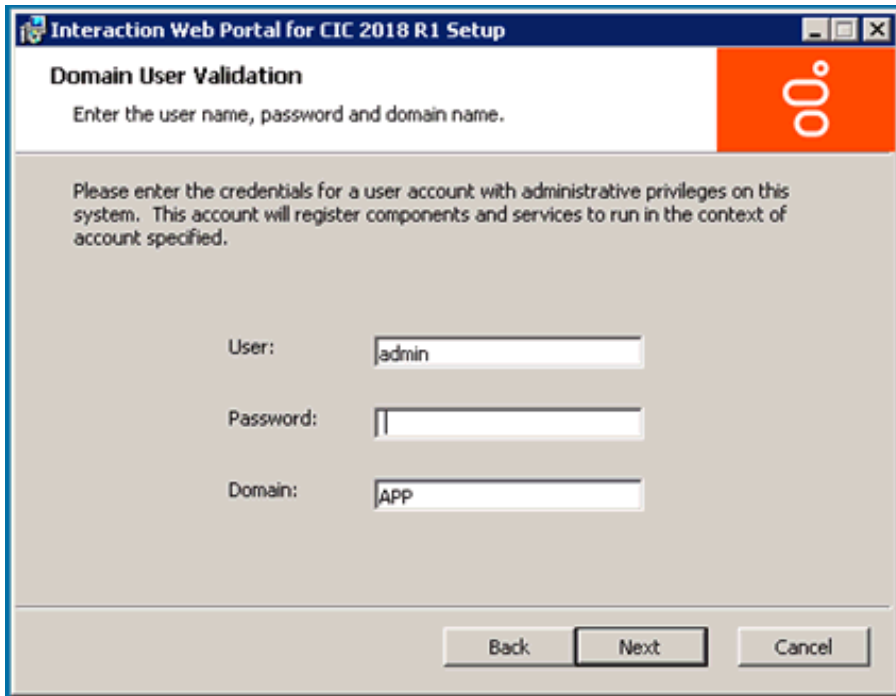 Interaction Web Portal for CIC 2018 R1 Setup
Domain User Validation
Enter the user name, password and domain name.
Please enter the credentials for a user account with administrative privileges on this
system. This account will register components and services to run in the context of
account specified.
User: admin
Password:
Domain: APP
Back Next Cancel